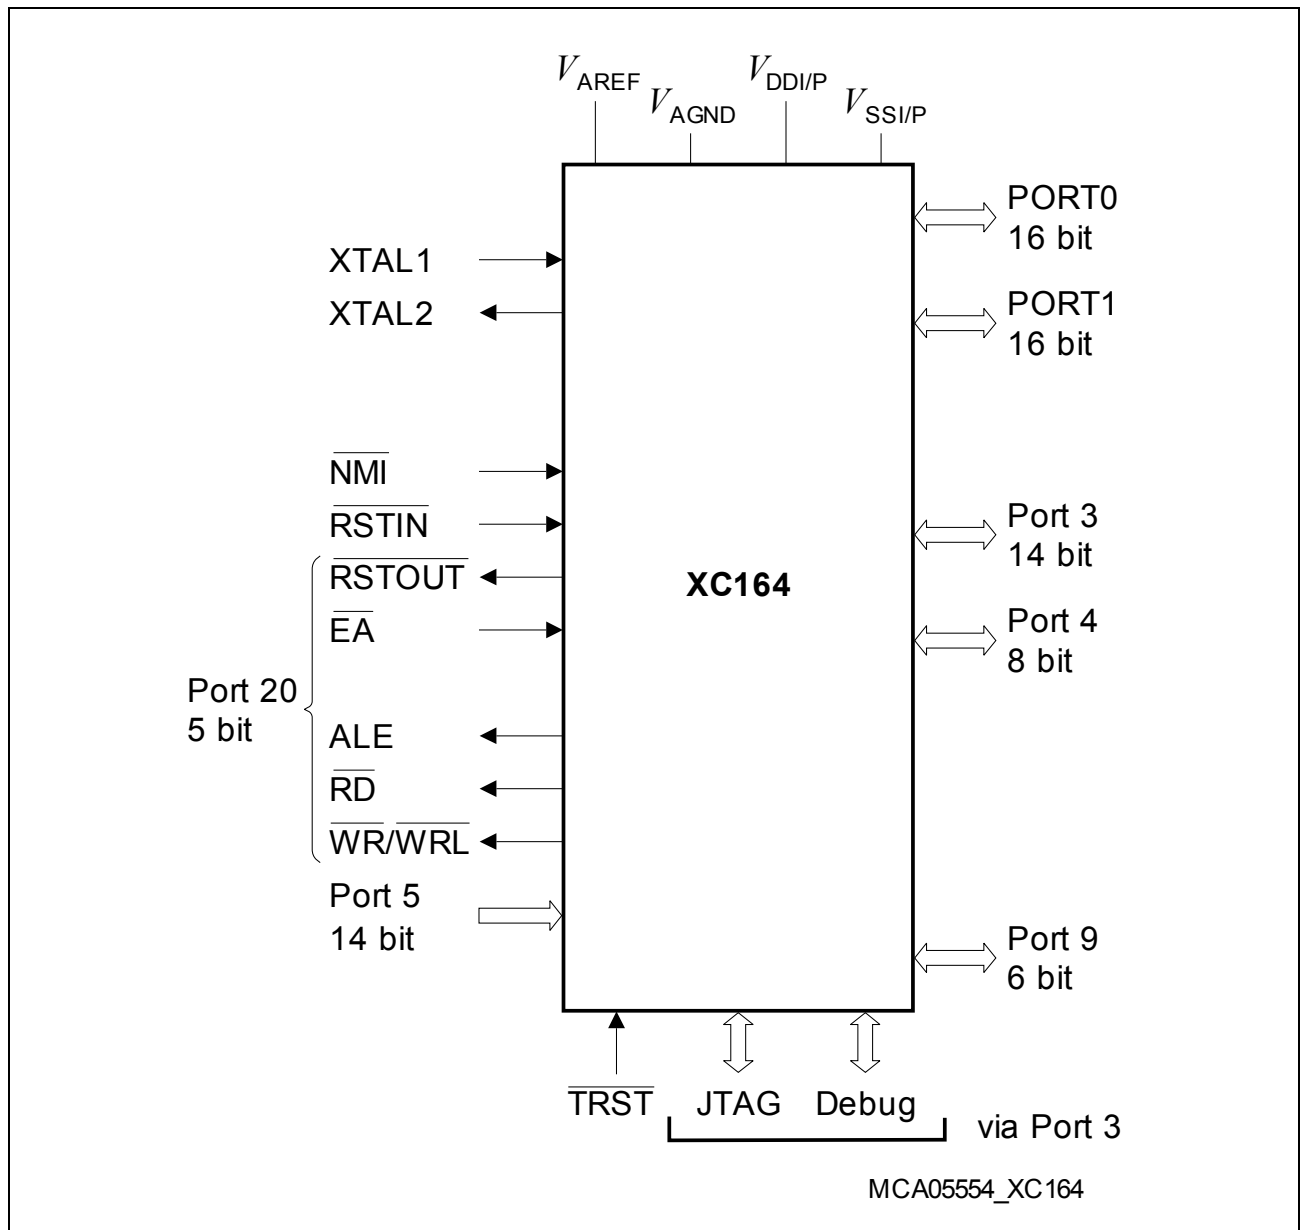 VAREF
VAGND
VDDI/P
VSSI/P
XTAL1
XTAL2
NMI
RSTIN
RSTOUT
EA
Port 20
5 bit
ALE
RD
WR/WRL
Port 5
14 bit
XC164
PORT0
16 bit
PORT1
16 bit
Port 3
14 bit
Port 4
8 bit
Port 9
6 bit
TRST
JTAG
Debug
via Port 3
MCA05554_XC164